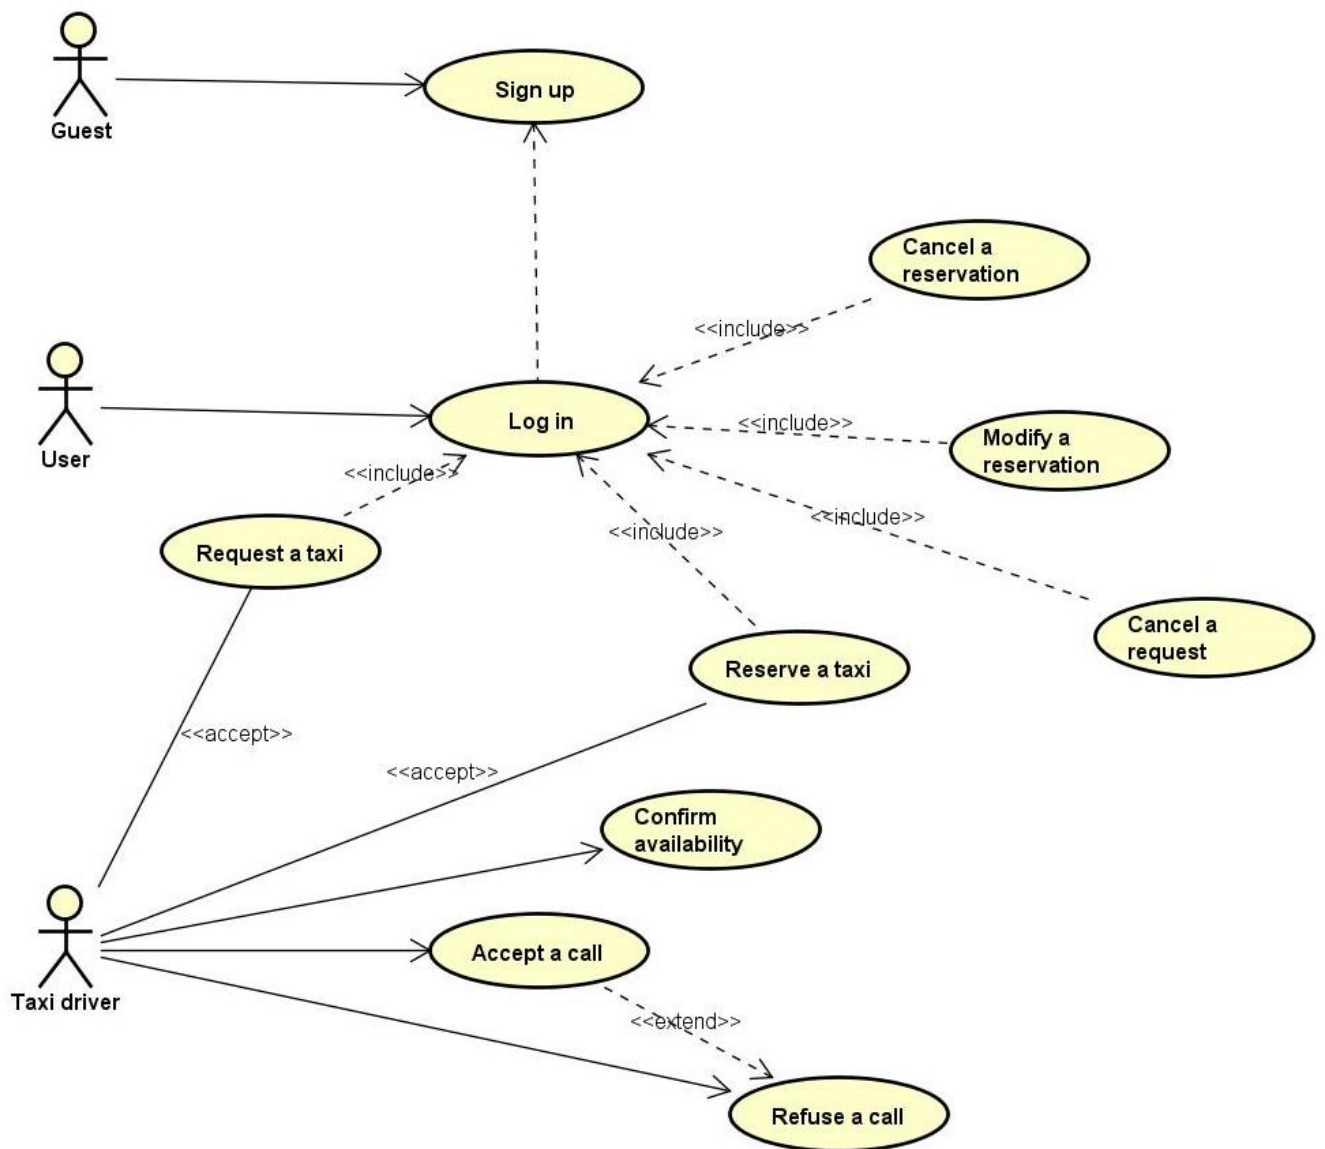 Sign up
Guest
Cancel a
reservation
<<include>>
Log in
<<include>>
Modify a
reservation
User
<<include>>
<<include>>
<<include>>
Request a taxi
Cancel a
request
Reserve a taxi
<<accept>>
<<accept>>
Confirm
availability
Accept a call
Taxi driver
<<extend>>
Refuse a call